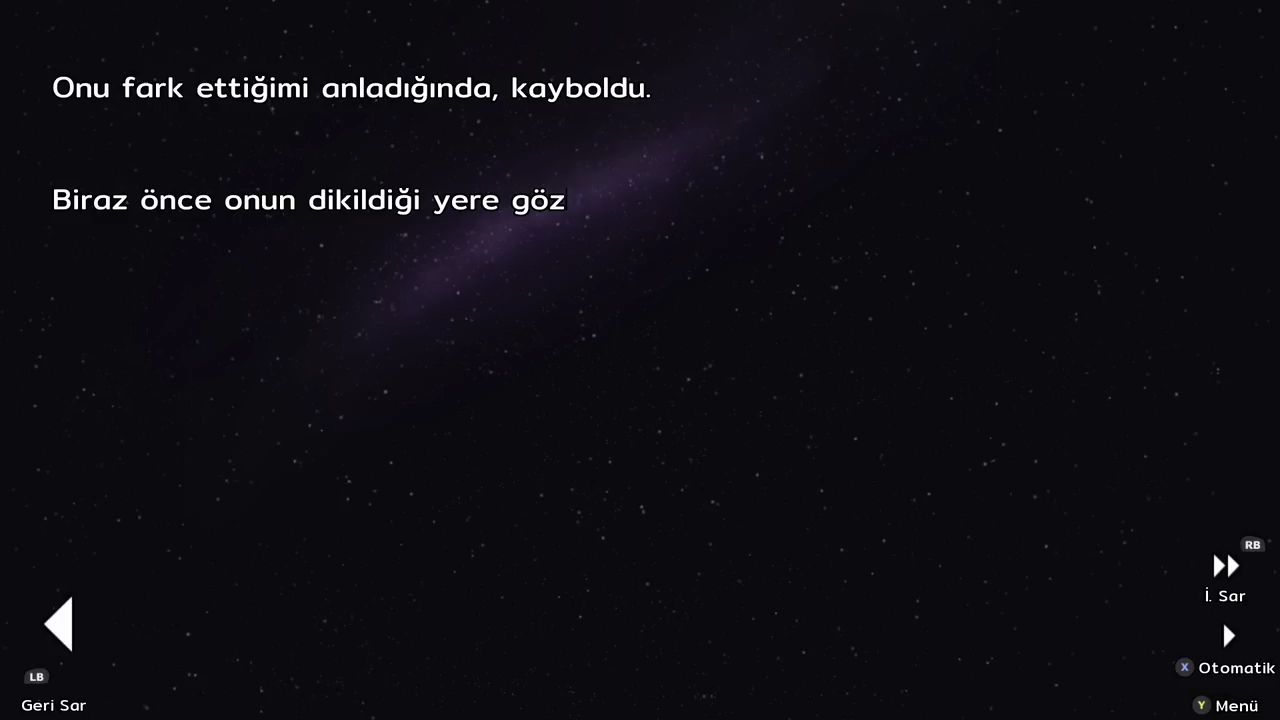 Onu fark ettiğimi anladığında, kayboldu.
Biraz önce onun dikildiği yere göz
RB
İ. Sar
LB
X Otomatik
Geri Sar
Y Menü